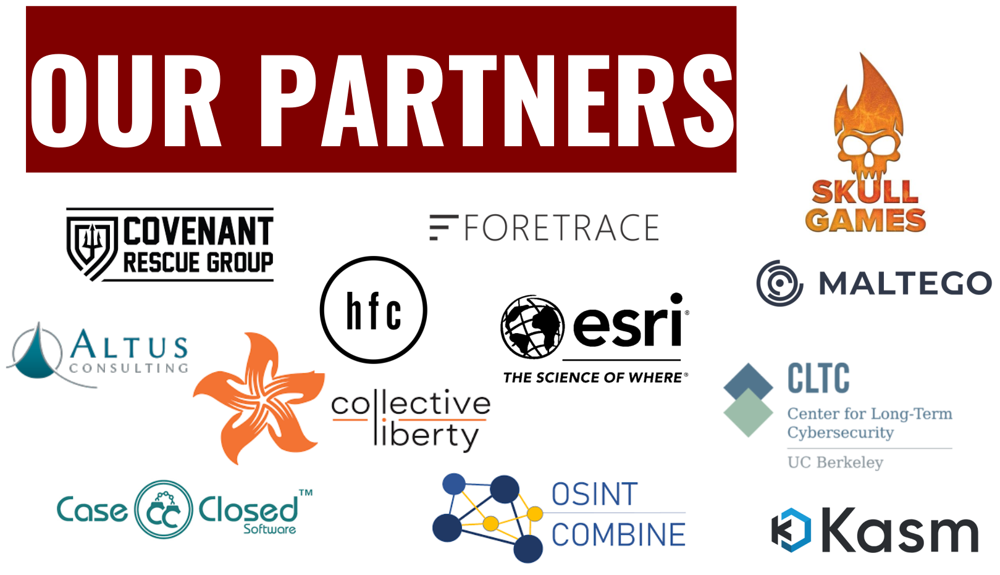 OUR PARTNERS
SKULL
GAMES
COVENANT
RESCUE GROUP
FORETRACE
hfc
MALTEGO
esri®
THE SCIENCE OF WHERE®
ALTUS
CONSULTING
collective
liberty
CLTC
Center for Long-Term
Cybersecurity
UC Berkeley
Case CC Closed™
Software
OSINT
COMBINE
Kasm